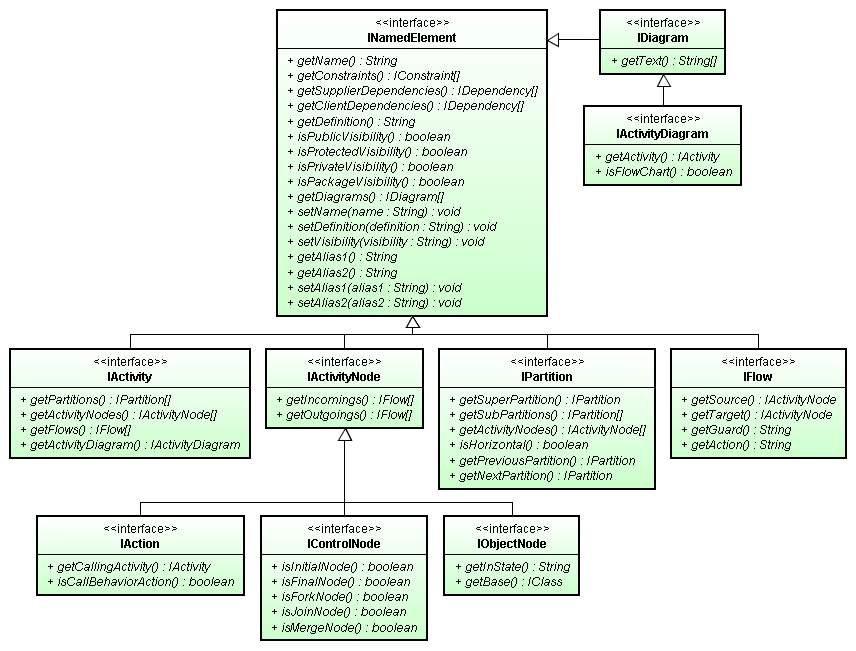 <<interface>>
INamedElement
+ getName() : String
+ getConstraints() : IConstraint[]
+ getSupplierDependencies() : IDependency[]
+ getClientDependencies() : IDependency[]
+ getDefinition() : String
+ isPublicVisibility() : boolean
+ isProtectedVisibility() : boolean
+ isPrivateVisibility() : boolean
+ isPackageVisibility() : boolean
+ getDiagrams() : IDiagram[]
+ setName(name : String) : void
+ setDefinition(definition : String) : void
+ setVisibility(visibility : String) : void
+ getAlias1() : String
+ getAlias2() : String
+ setAlias1(alias1 : String) : void
+ setAlias2(alias2 : String) : void
<<interface>>
IDiagram
+ getText() : String[]
<<interface>>
IActivityDiagram
+ getActivity() : IActivity
+ isFlowChart() : boolean
<<interface>>
IActivity
+ getPartitions() : IPartition[]
+ getActivityNodes() : IActivityNode[]
+ getFlows() : IFlow[]
+ getActivityDiagram() : IActivityDiagram
<<interface>>
IActivityNode
+ getIncomings() : IFlow[]
+ getOutgoings() : IFlow[]
<<interface>>
IPartition
+ getSuperPartition() : IPartition
+ getSubPartitions() : IPartition[]
+ getActivityNodes() : IActivityNode[]
+ isHorizontal() : boolean
+ getPreviousPartition() : IPartition
+ getNextPartition() : IPartition
<<interface>>
IFlow
+ getSource() : IActivityNode
+ getTarget() : IActivityNode
+ getGuard() : String
+ getAction() : String
<<interface>>
IAction
+ getCallingActivity() : IActivity
+ isCallBehaviorAction() : boolean
<<interface>>
IControlNode
+ isInitialNode() : boolean
+ isFinalNode() : boolean
+ isForkNode() : boolean
+ isJoinNode() : boolean
+ isMergeNode() : boolean
<<interface>>
IObjectNode
+ getInState() : String
+ getBase() : IClass